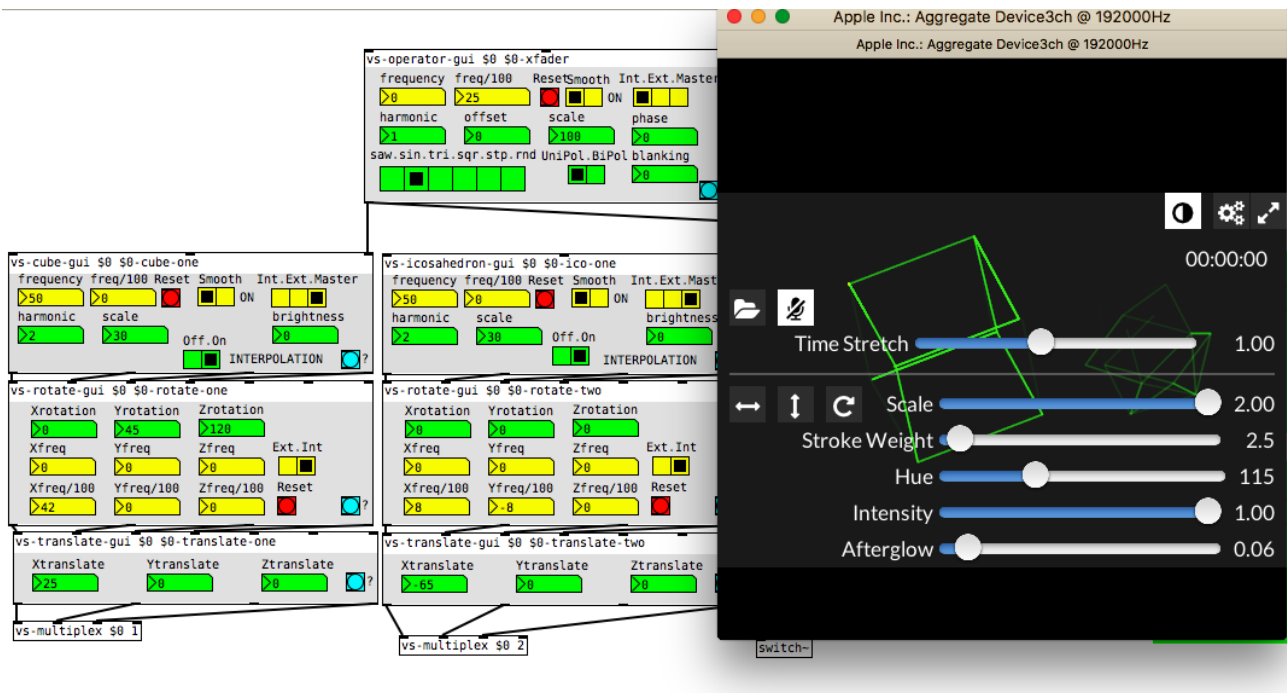 Apple Inc.: Aggregate Device3ch @ 192000Hz
Apple Inc.: Aggregate Device3ch @ 192000Hz
vs-operator-gui $0 $0-xfader
frequency freq/100 Reset Smooth Int.Ext.Master
0 25 ON
harmonic offset scale phase
1 0 100 0
saw.sin.tri.sqr.stp.rnd UniPol.BiPol blanking
0
vs-cube-gui $0 $0-cube-one
frequency freq/100 Reset Smooth Int.Ext.Master
50 0 ON
harmonic scale brightness
2 30 0
Off.On
INTERPOLATION ?
vs-icosahedron-gui $0 $0-ico-one
frequency freq/100 Reset Smooth Int.Ext.Master
50 0 ON
harmonic scale brightness
2 30 0
Off.On
INTERPOLATION
vs-rotate-gui $0 $0-rotate-one
Xrotation Yrotation Zrotation
0 45 120
Xfreq Yfreq Zfreq Ext.Int
0 0 0
Xfreq/100 Yfreq/100 Zfreq/100 Reset
42 0 0 ?
vs-rotate-gui $0 $0-rotate-two
Xrotation Yrotation Zrotation
0 0 0
Xfreq Yfreq Zfreq Ext.Int
0 0 0
Xfreq/100 Yfreq/100 Zfreq/100 Reset
8 -8 0
vs-translate-gui $0 $0-translate-one
Xtranslate Ytranslate Ztranslate
25 0 0 ?
vs-translate-gui $0 $0-translate-two
Xtranslate Ytranslate Ztranslate
-65 0 0
vs-multiplex $0 1
vs-multiplex $0 2
switch~
00:00:00
Time Stretch 1.00
Scale 2.00
Stroke Weight 2.5
Hue 115
Intensity 1.00
Afterglow 0.06